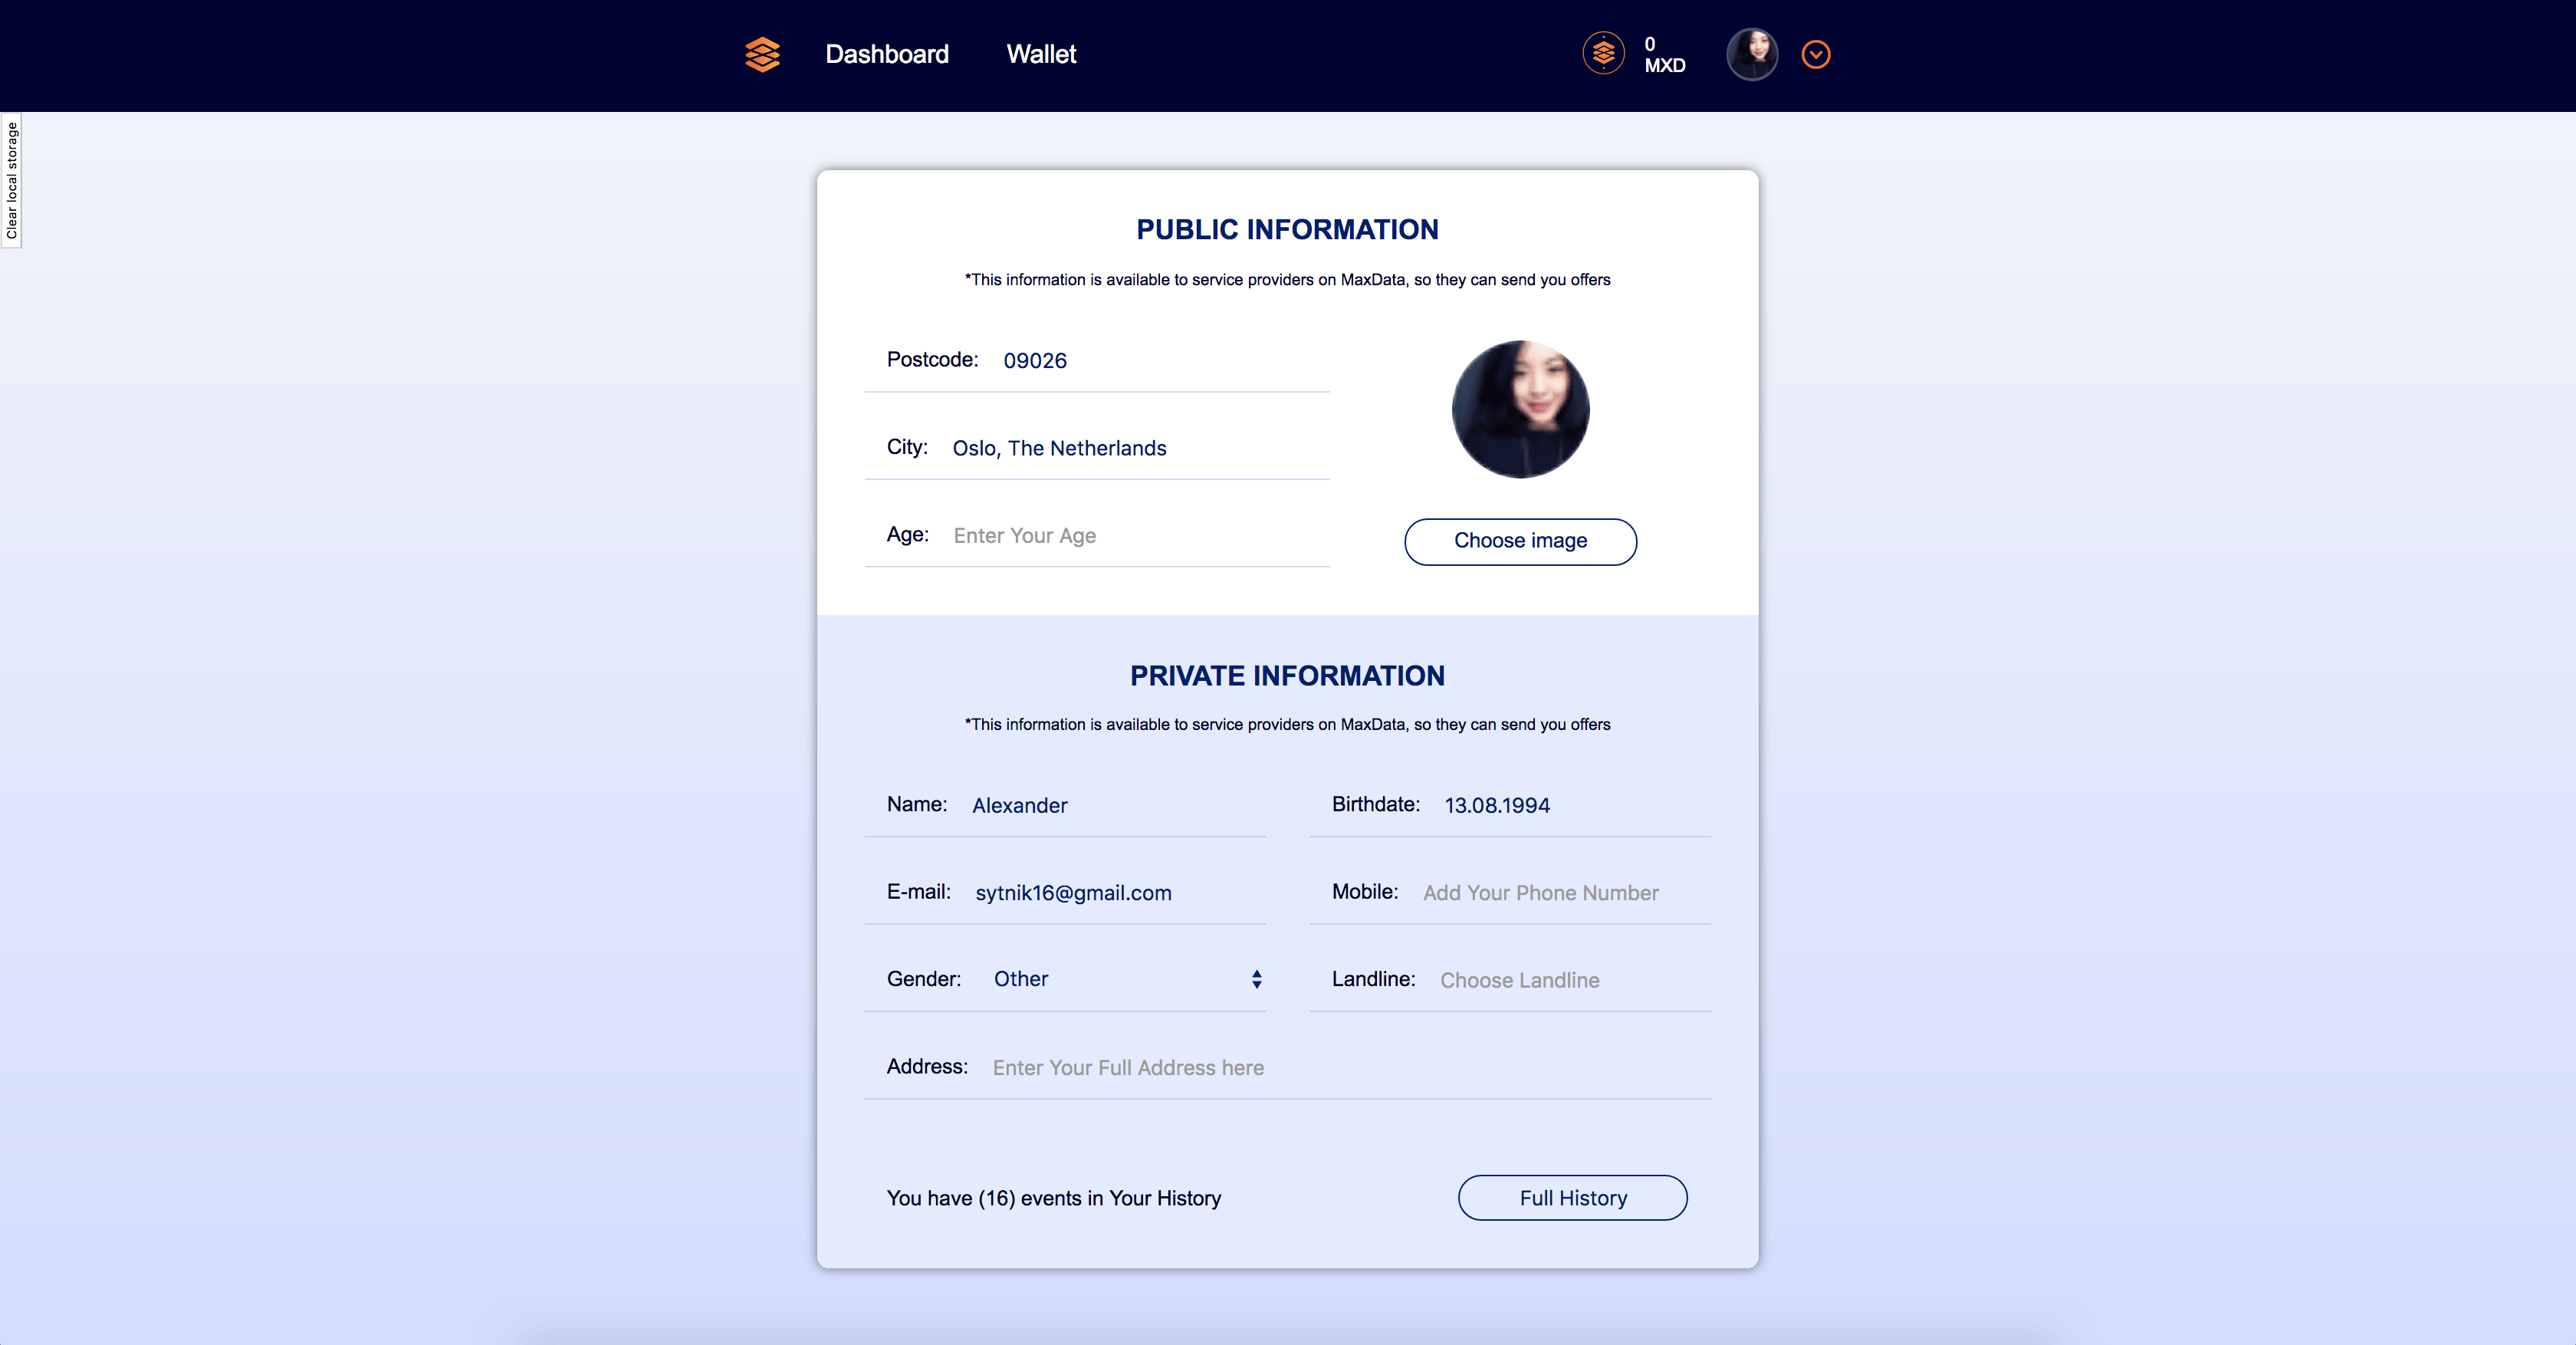 Dashboard Wallet 0
MXD
Clear local storage
PUBLIC INFORMATION
*This information is available to service providers on MaxData, so they can send you offers
Postcode: 09026
City: Oslo, The Netherlands
Age: Enter Your Age
Choose image
PRIVATE INFORMATION
*This information is available to service providers on MaxData, so they can send you offers
Name: Alexander Birthdate: 13.08.1994
E-mail: sytnik16@gmail.com Mobile: Add Your Phone Number
Gender: Other Landline: Choose Landline
Address: Enter Your Full Address here
You have (16) events in Your History Full History